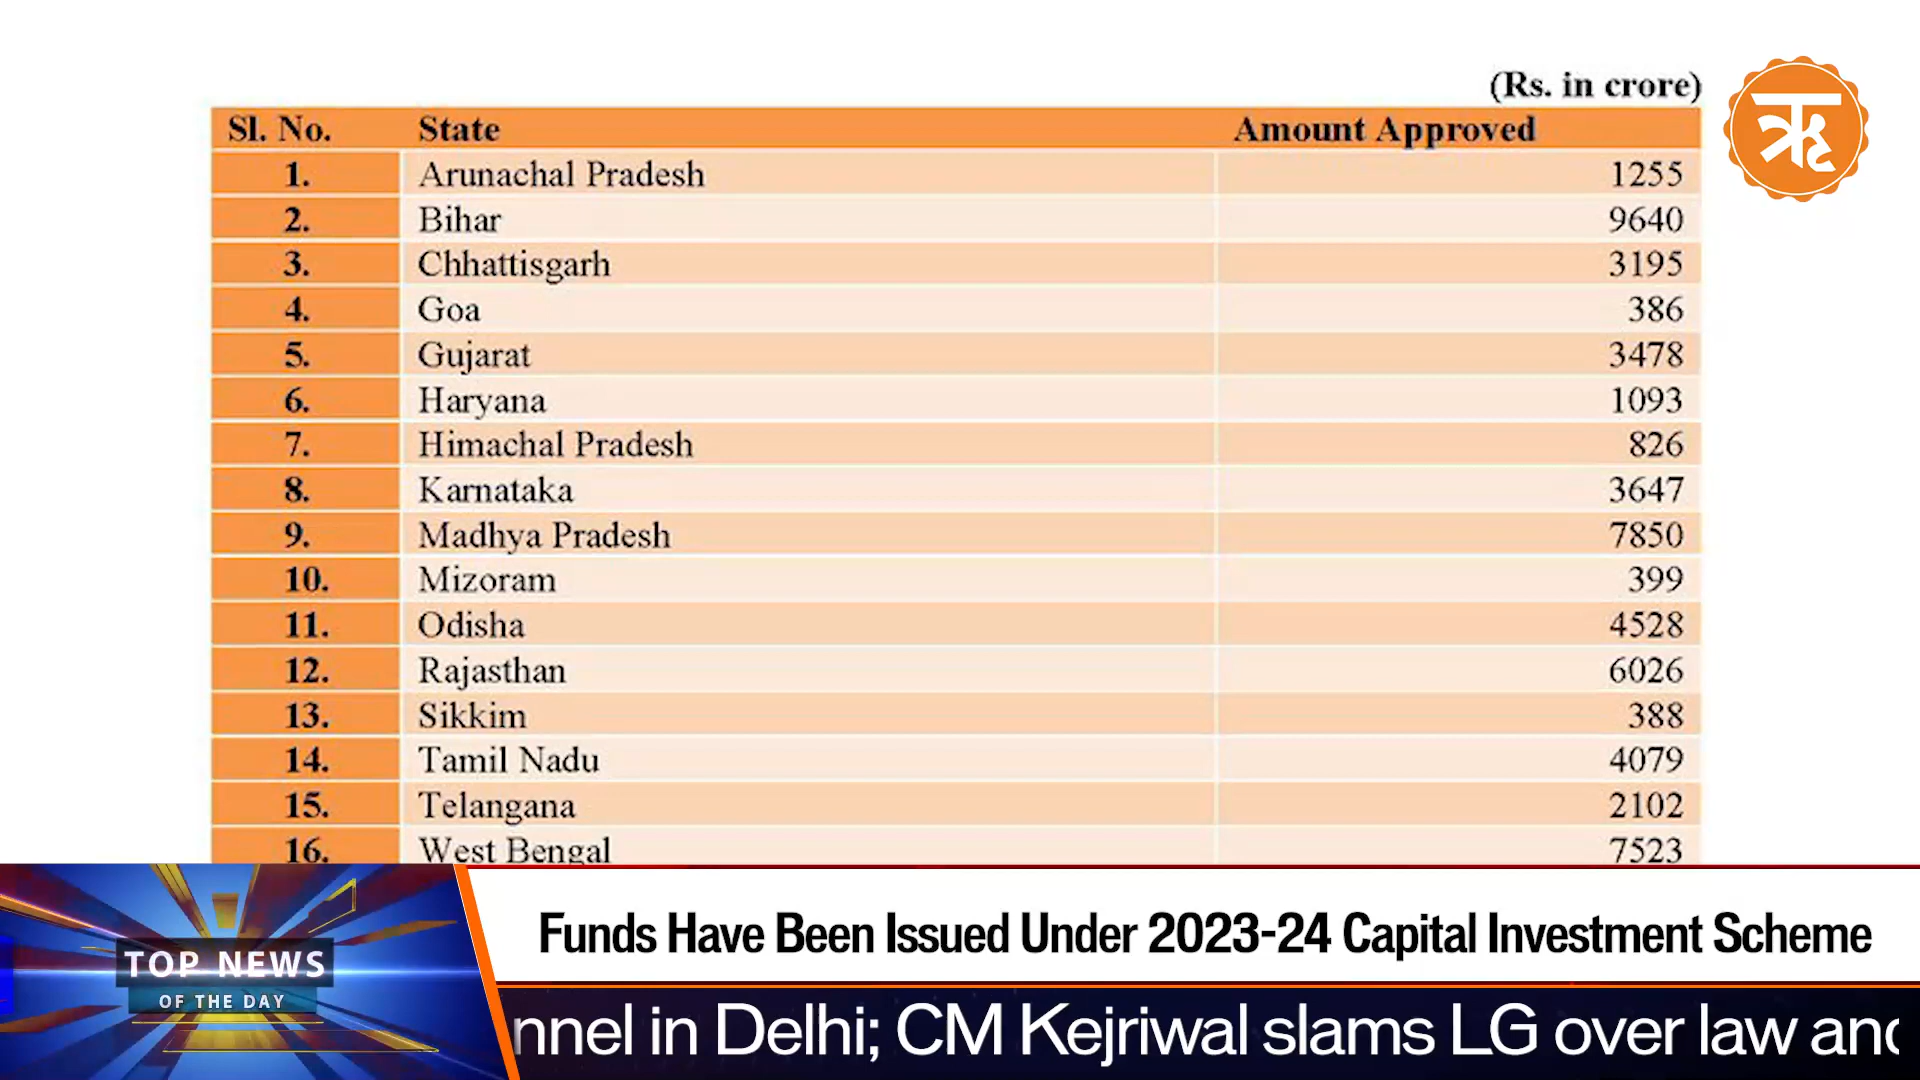 (Rs. in crore)
ऋ
Sl. No. State Amount Approved
1. Arunachal Pradesh 1255
2. Bihar 9640
3. Chhattisgarh 3195
4. Goa 386
5. Gujarat 3478
6. Haryana 1093
7. Himachal Pradesh 826
8. Karnataka 3647
9. Madhya Pradesh 7850
10. Mizoram 399
11. Odisha 4528
12. Rajasthan 6026
13. Sikkim 388
14. Tamil Nadu 4079
15. Telangana 2102
16. West Bengal 7523
Funds Have Been Issued Under 2023-24 Capital Investment Scheme
TOP NEWS
OF THE DAY
nnel in Delhi; CM Kejriwal slams LG over law and